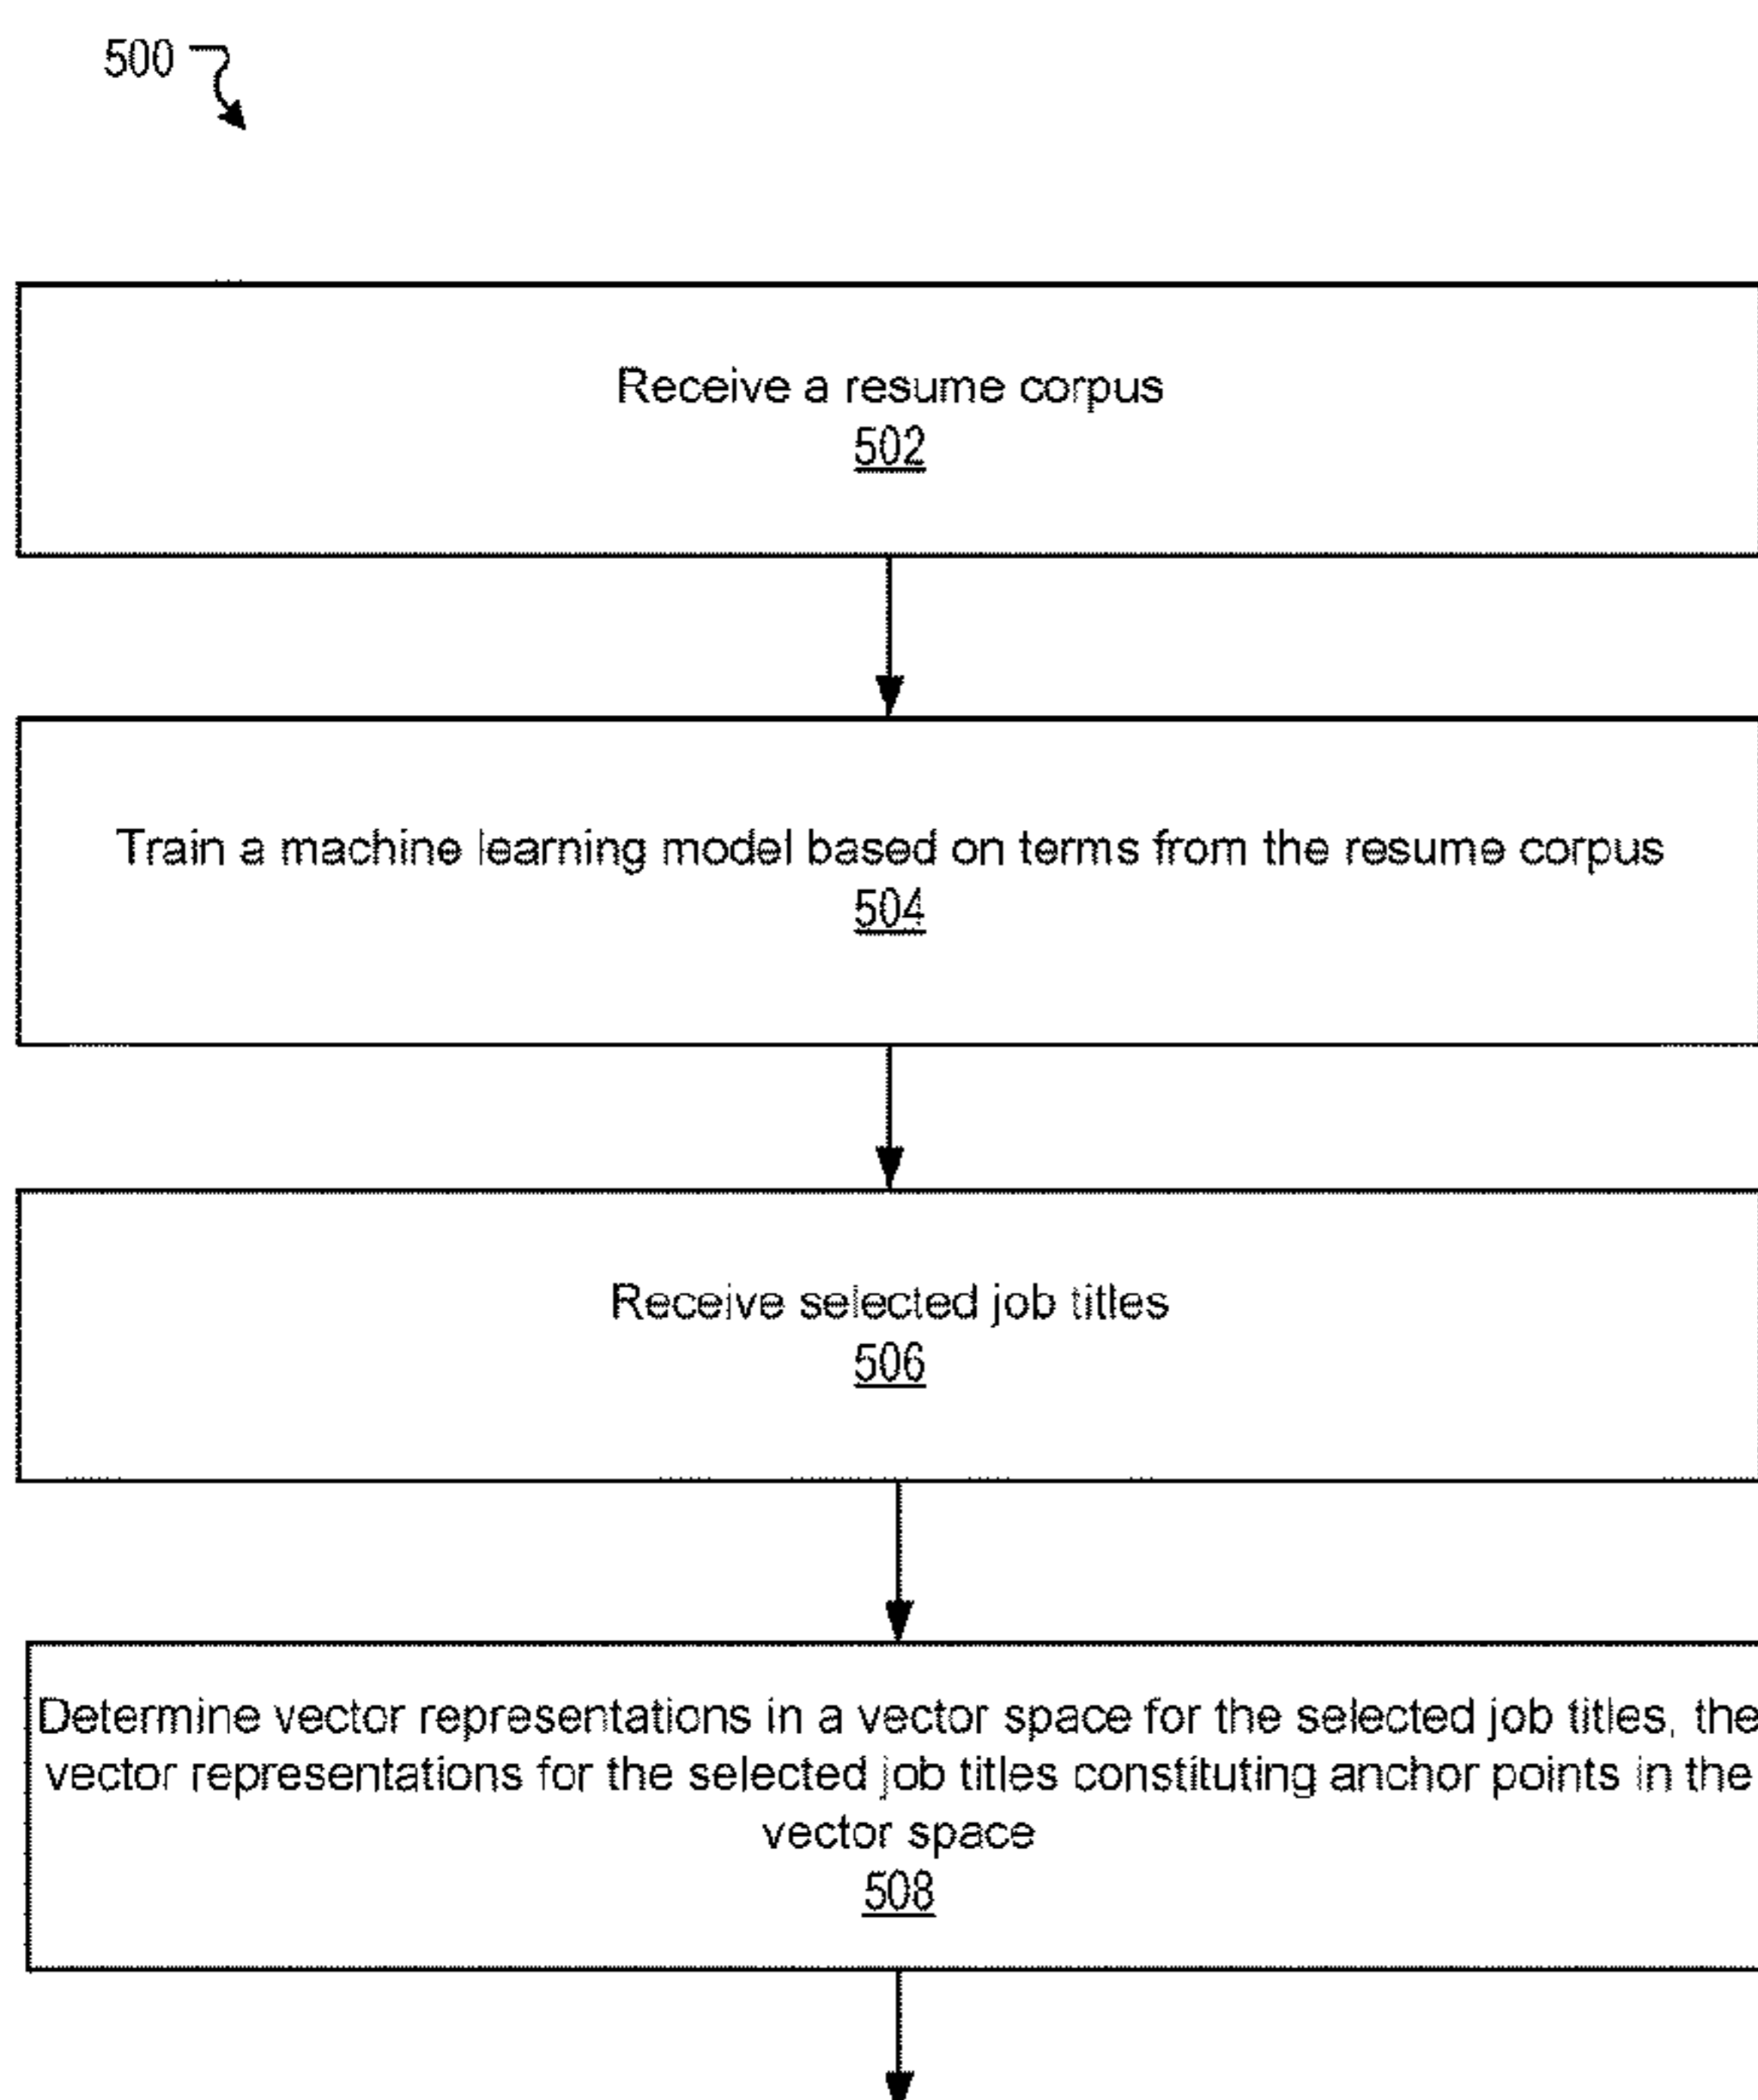 500
Receive a resume corpus
502
Train a machine learning model based on terms from the resume corpus
504
Receive selected job titles
506
Determine vector representations in a vector space for the selected job titles, the
vector representations for the selected job titles constituting anchor points in the
vector space
508